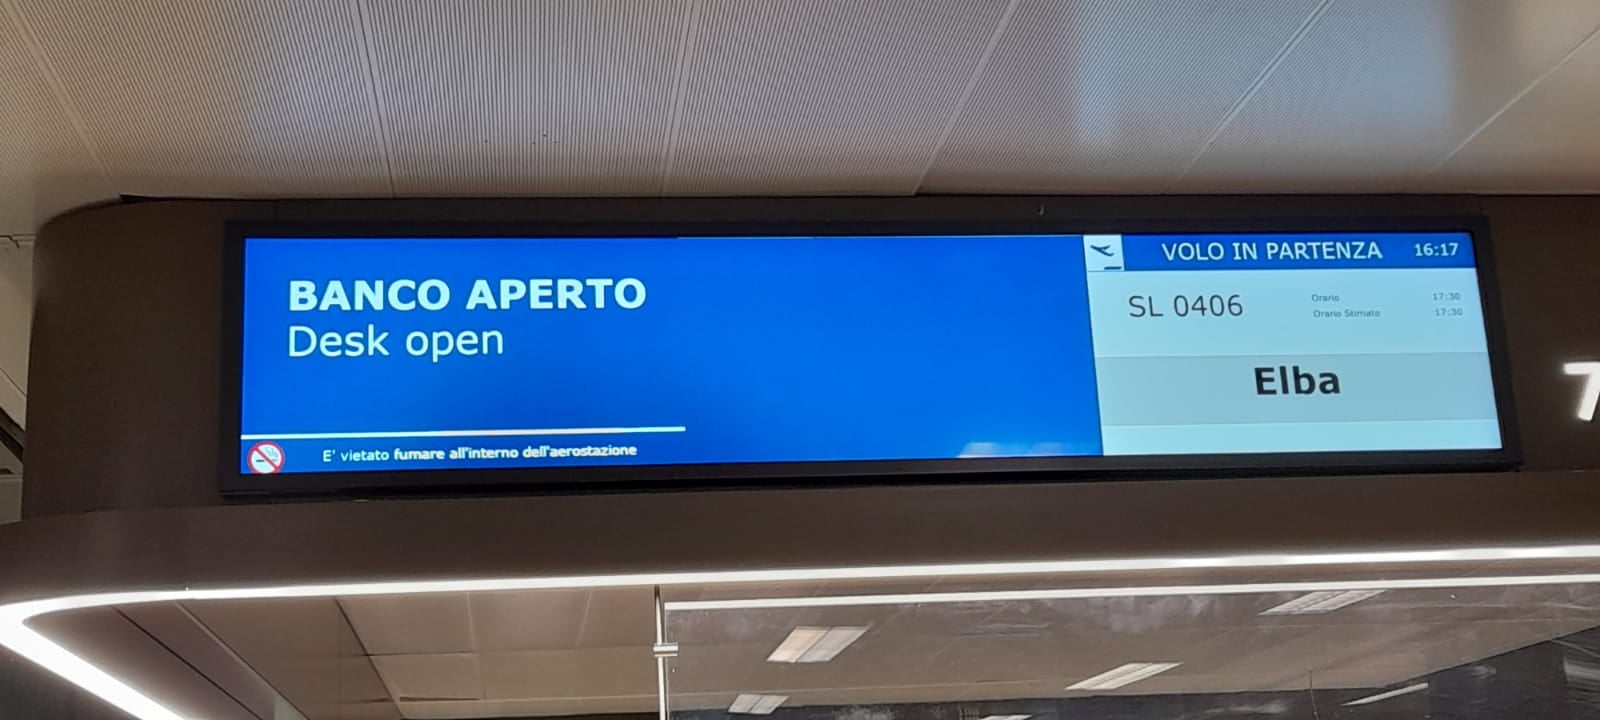 BANCO APERTO
Desk open
E' vietato fumare all'interno dell'aerostazione
VOLO IN PARTENZA 16:17
SL 0406
Orario 17:30
Orario Stimato 17:30
Elba
7